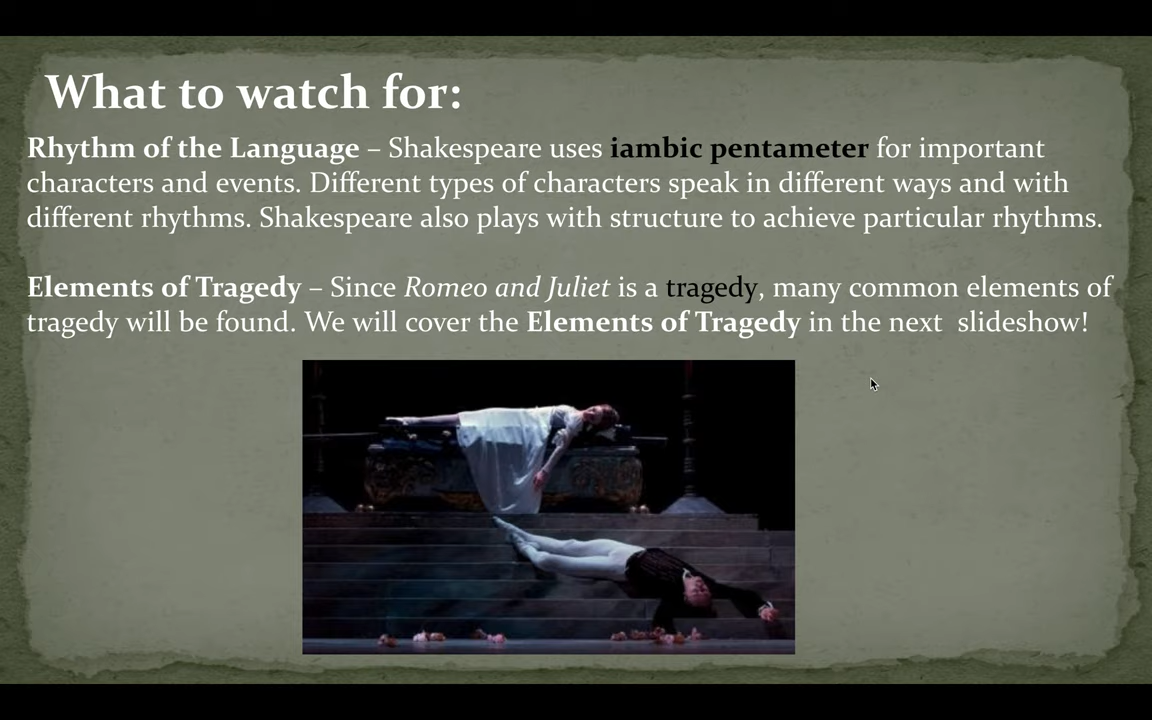 What to watch for:
Rhythm of the Language – Shakespeare uses iambic pentameter for important
characters and events. Different types of characters speak in different ways and with
different rhythms. Shakespeare also plays with structure to achieve particular rhythms.
Elements of Tragedy – Since Romeo and Juliet is a tragedy, many common elements of
tragedy will be found. We will cover the Elements of Tragedy in the next  slideshow!